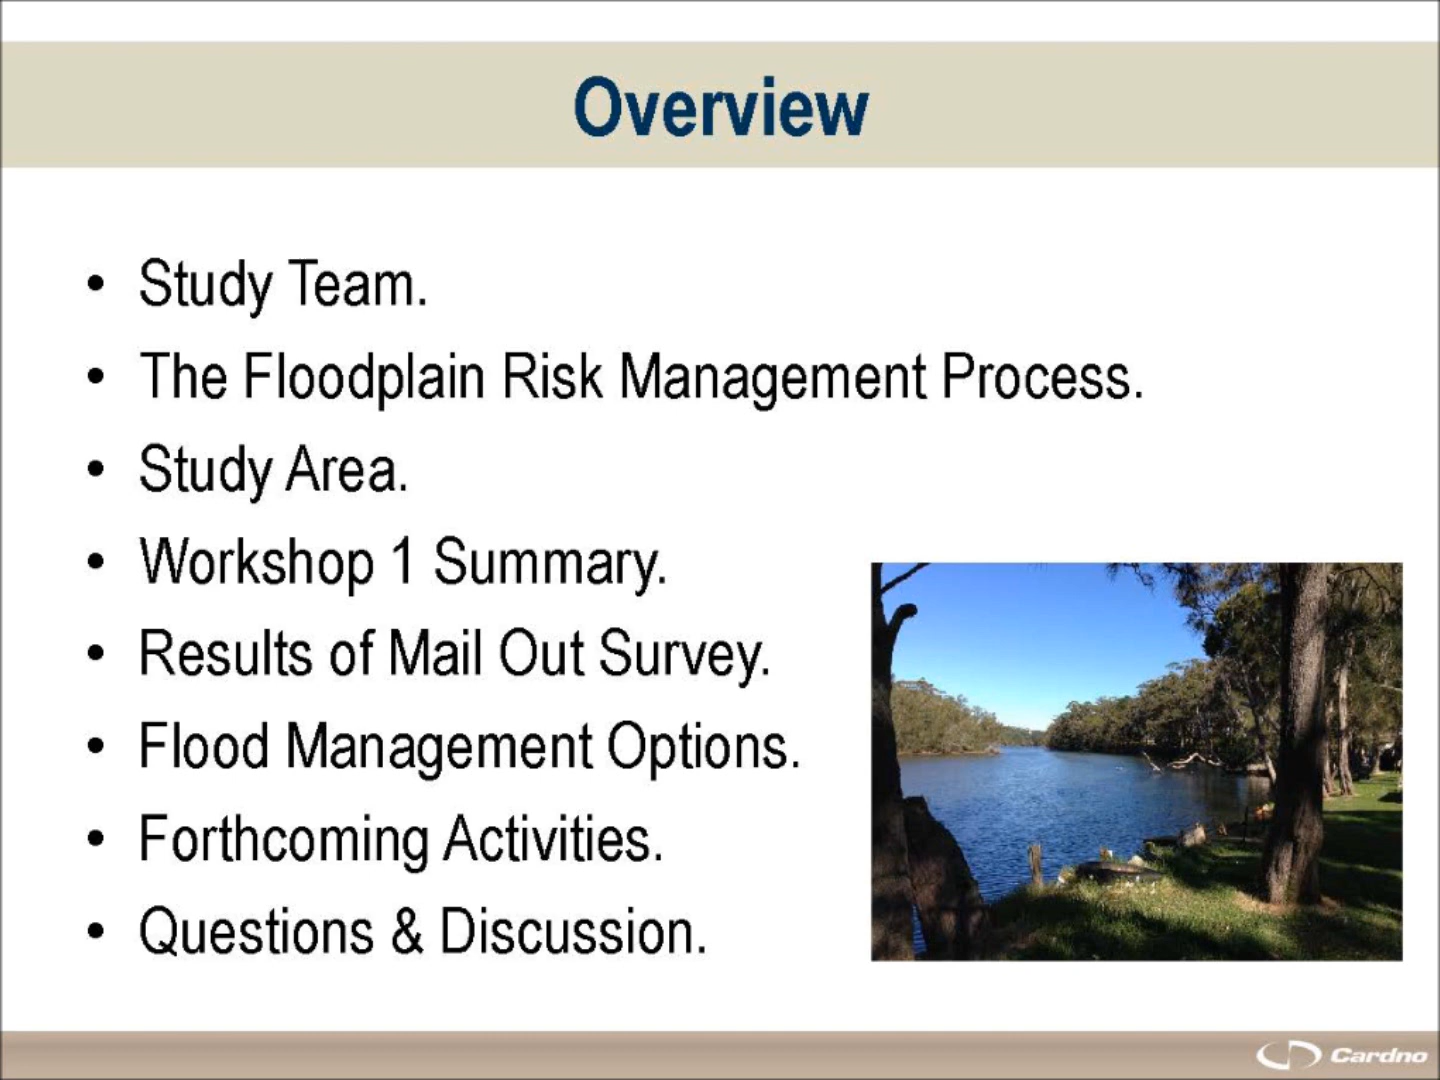 Overview
• Study Team.
• The Floodplain Risk Management Process.
• Study Area.
• Workshop 1 Summary.
• Results of Mail Out Survey.
• Flood Management Options.
• Forthcoming Activities.
• Questions & Discussion.
Cardno